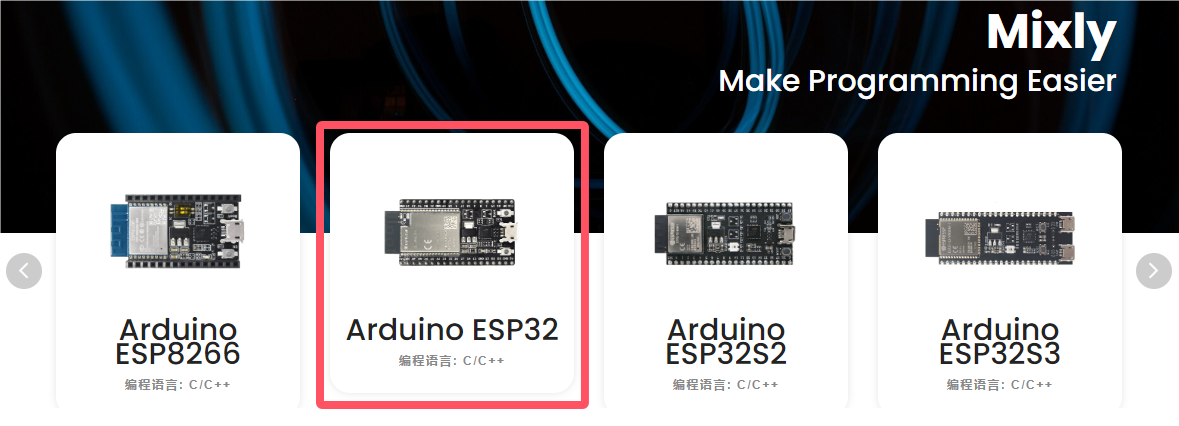 Mixly
Make Programming Easier
Arduino
ESP8266
编程语言: C/C++
Arduino ESP32
编程语言: C/C++
Arduino
ESP32S2
编程语言: C/C++
Arduino
ESP32S3
编程语言: C/C++